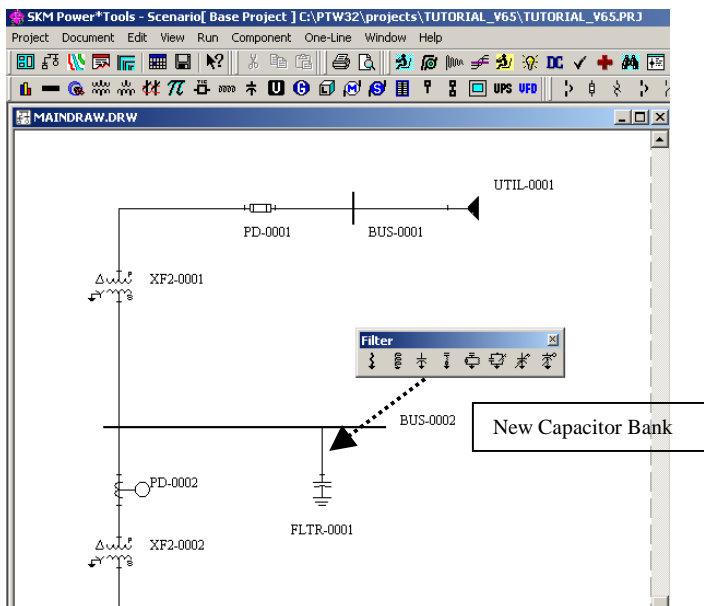 SKM Power*Tools - Scenario[ Base Project ] C:\PTW32\projects\TUTORIAL_V65\TUTORIAL_V65.PRJ
Project Document Edit View Run Component One-Line Window Help
DC
U G M S UPS VFD
MAINDRAW.DRW
UTIL-0001
PD-0001 BUS-0001
P
XF2-0001
S
Filter
BUS-0002
New Capacitor Bank
PD-0002
FLTR-0001
P
XF2-0002
S